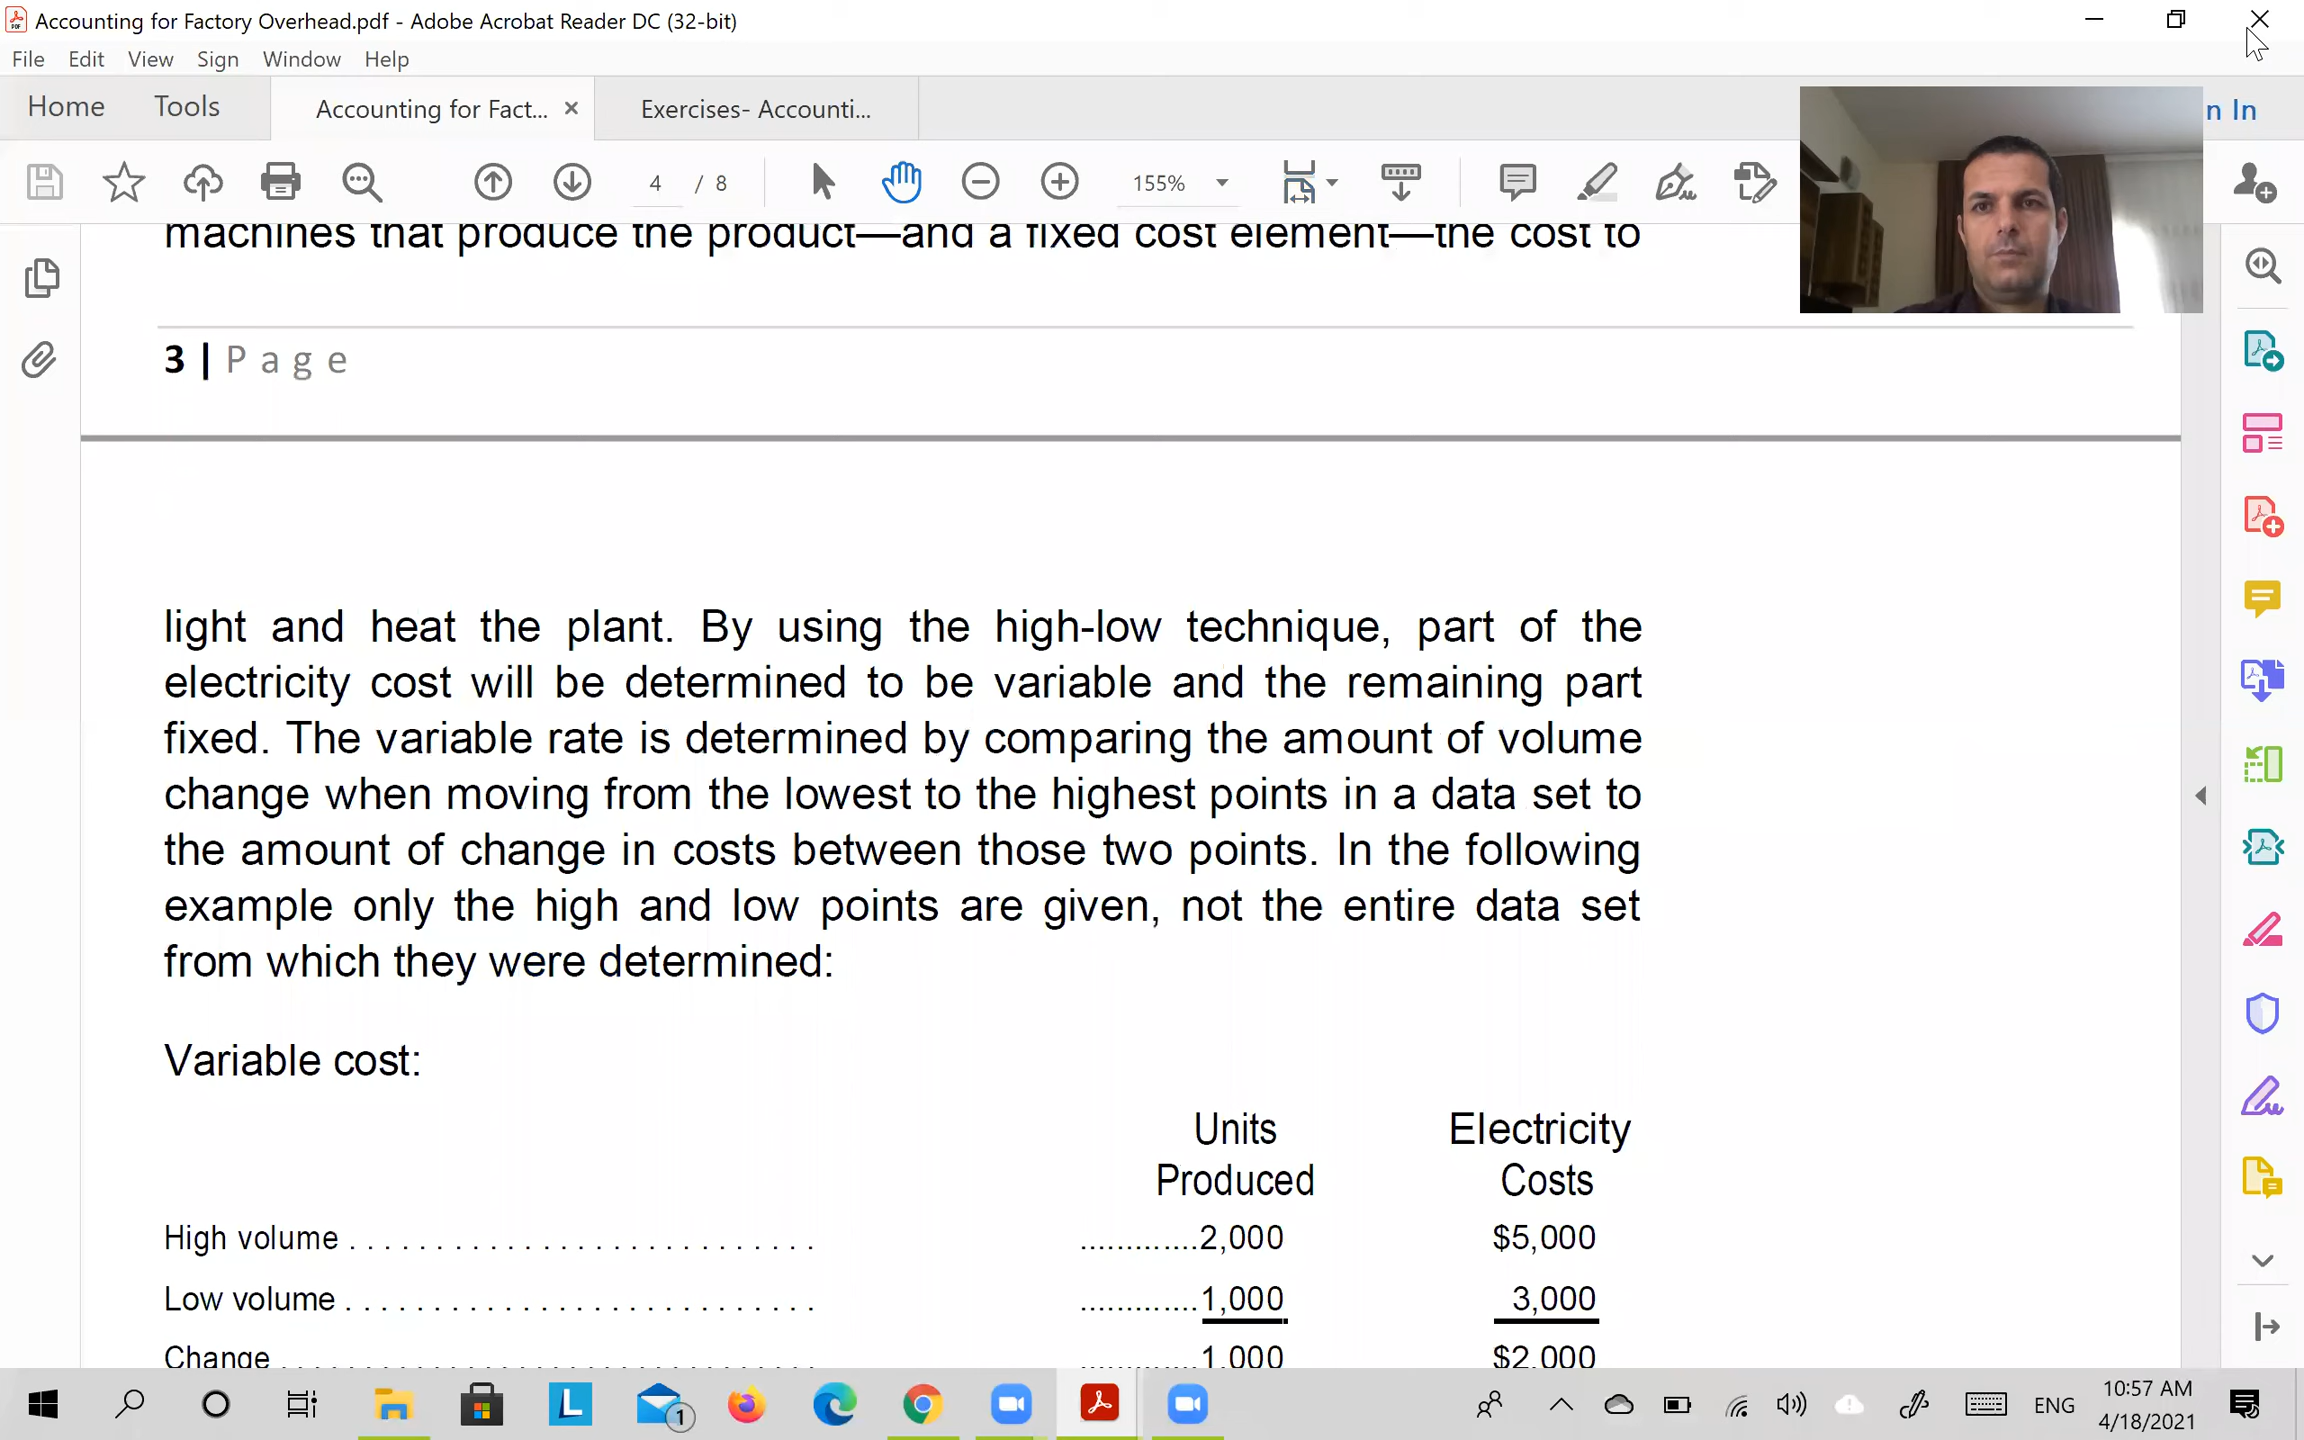 Accounting for Factory Overhead.pdf - Adobe Acrobat Reader DC (32-bit)
File Edit View Sign Window Help
Home Tools Accounting for Fact... Exercises- Accounti... n In
4 / 8 155%
machines that produce the product—and a fixed cost element—the cost to
3 | Page
light and heat the plant. By using the high-low technique, part of the
electricity cost will be determined to be variable and the remaining part
fixed. The variable rate is determined by comparing the amount of volume
change when moving from the lowest to the highest points in a data set to
the amount of change in costs between those two points. In the following
example only the high and low points are given, not the entire data set
from which they were determined:
Variable cost:
Units Electricity
Produced Costs
High volume . . . . . . . . . . . . . . . . . . . . . . . . . . . .............2,000 $5,000
Low volume . . . . . . . . . . . . . . . . . . . . . . . . . . . .............1,000 3,000
Change . . . . . . . . . . . . . . . . . . . . . . . . . . . . . . .............1,000 $2,000
L 1 ENG 10:57 AM
4/18/2021